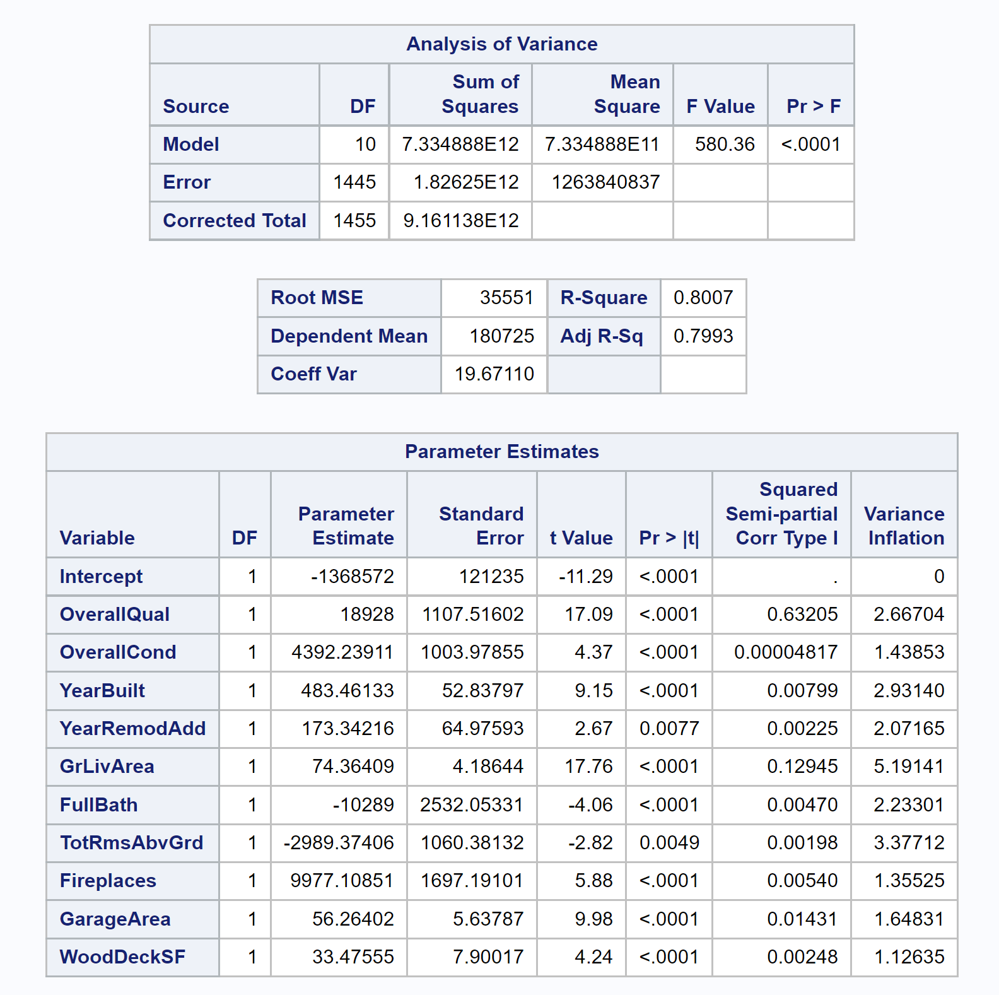 Analysis of Variance
Source DF Sum of Squares Mean Square F Value Pr > F
Model 10 7.334888E12 7.334888E11 580.36 <.0001
Error 1445 1.82625E12 1263840837
Corrected Total 1455 9.161138E12
Root MSE 35551 R-Square 0.8007
Dependent Mean 180725 Adj R-Sq 0.7993
Coeff Var 19.67110
Parameter Estimates
Variable DF Parameter Estimate Standard Error t Value Pr > |t| Squared Semi-partial Corr Type I Variance Inflation
Intercept 1 -1368572 121235 -11.29 <.0001 . 0
OverallQual 1 18928 1107.51602 17.09 <.0001 0.63205 2.66704
OverallCond 1 4392.23911 1003.97855 4.37 <.0001 0.00004817 1.43853
YearBuilt 1 483.46133 52.83797 9.15 <.0001 0.00799 2.93140
YearRemodAdd 1 173.34216 64.97593 2.67 0.0077 0.00225 2.07165
GrLivArea 1 74.36409 4.18644 17.76 <.0001 0.12945 5.19141
FullBath 1 -10289 2532.05331 -4.06 <.0001 0.00470 2.23301
TotRmsAbvGrd 1 -2989.37406 1060.38132 -2.82 0.0049 0.00198 3.37712
Fireplaces 1 9977.10851 1697.19101 5.88 <.0001 0.00540 1.35525
GarageArea 1 56.26402 5.63787 9.98 <.0001 0.01431 1.64831
WoodDeckSF 1 33.47555 7.90017 4.24 <.0001 0.00248 1.12635